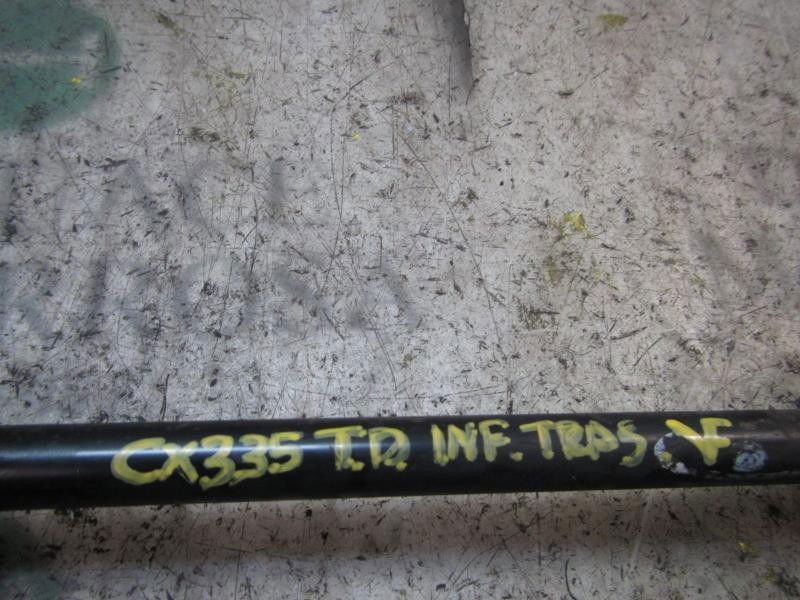 CX335 T.D. INF. TRAS